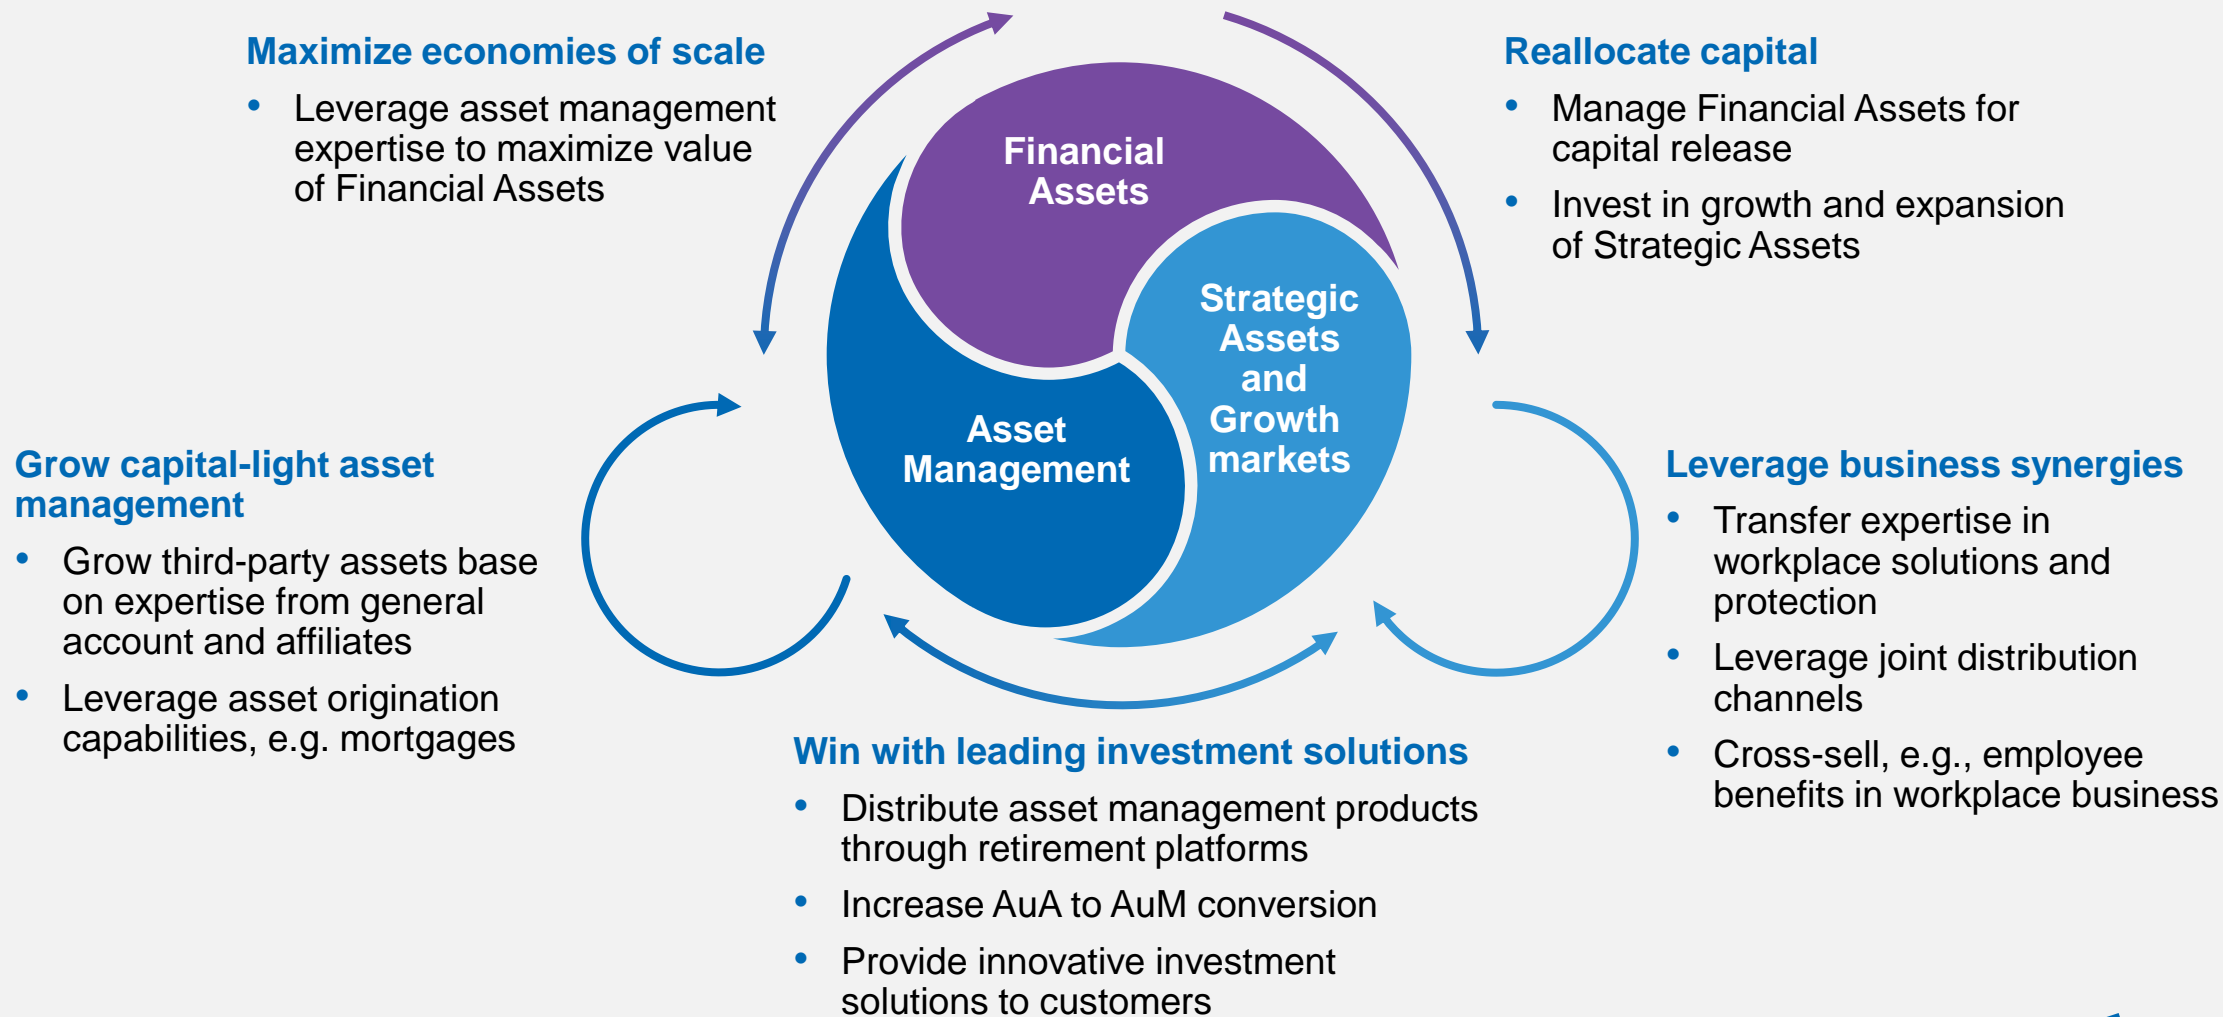 Maximize economies of scale
• Leverage asset management
expertise to maximize value
of Financial Assets
Financial
Assets
Reallocate capital
• Manage Financial Assets for
capital release
• Invest in growth and expansion
of Strategic Assets
Strategic
Assets
and
Growth
markets
Asset
Management
Grow capital-light asset
management
• Grow third-party assets base
on expertise from general
account and affiliates
• Leverage asset origination
capabilities, e.g. mortgages
Leverage business synergies
• Transfer expertise in
workplace solutions and
protection
• Leverage joint distribution
channels
• Cross-sell, e.g., employee
benefits in workplace business
Win with leading investment solutions
• Distribute asset management products
through retirement platforms
• Increase AuA to AuM conversion
• Provide innovative investment
solutions to customers